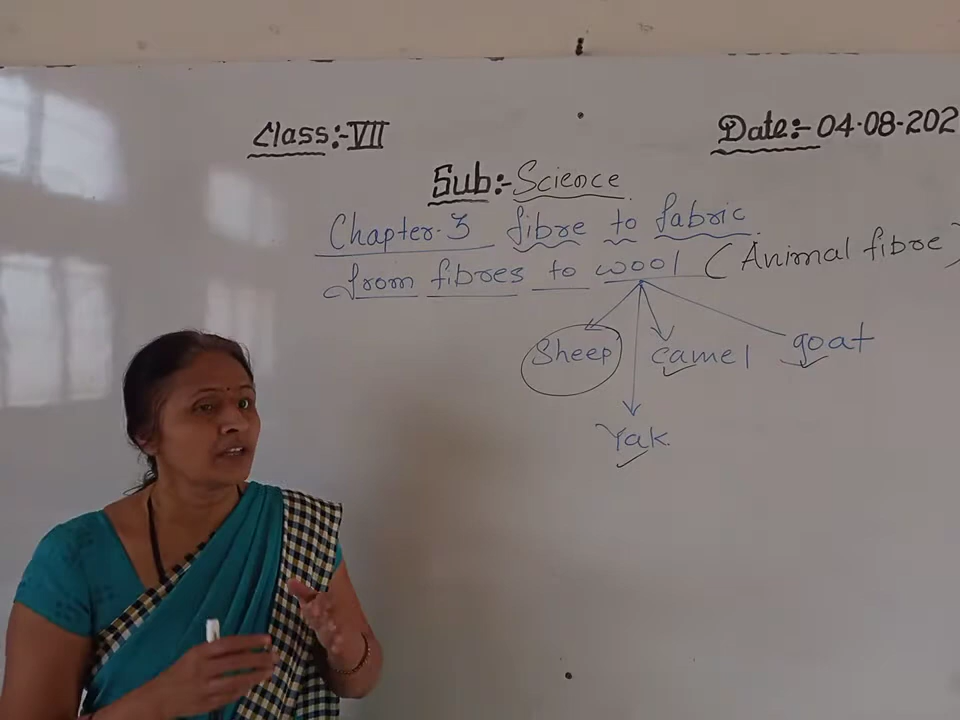 Class:- VII
Date:- 04-08-202
Sub:- Science
Chapter-3 fibre to fabric
from fibres to wool (Animal fibre)
Sheep camel goat
Yak